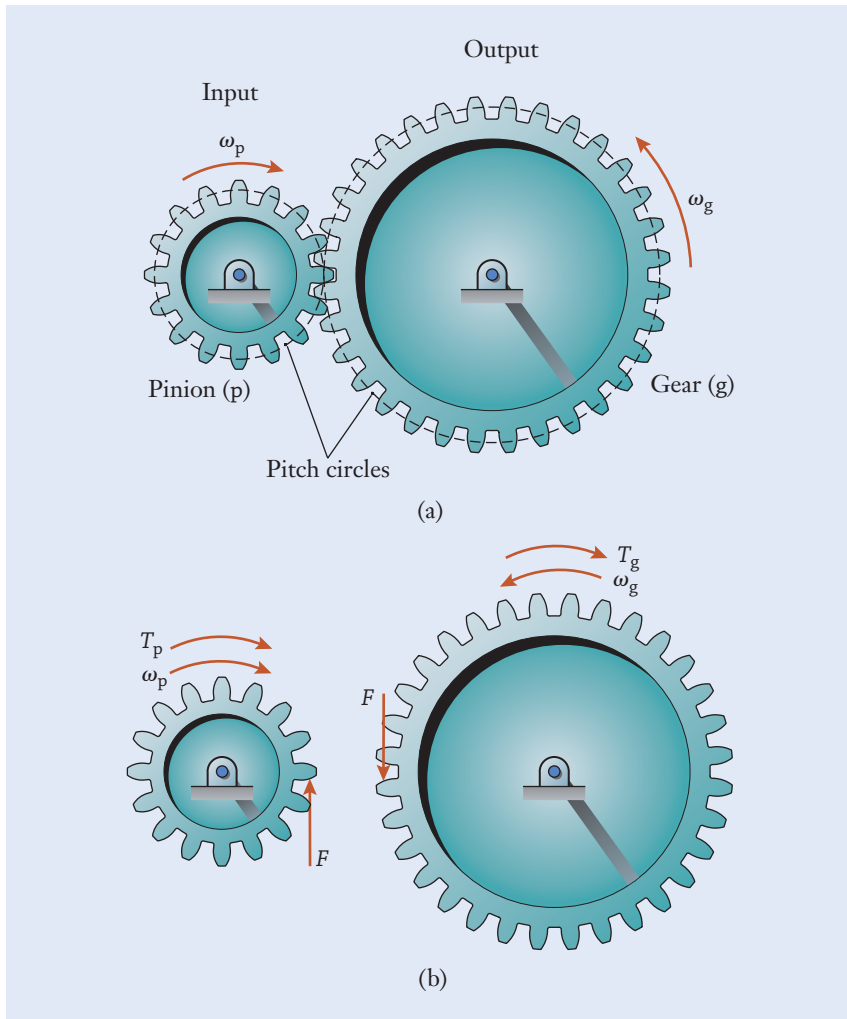 Output
Input
ωp
ωg
Pinion (p)
Gear (g)
Pitch circles
(a)
Tg
ωg
Tp
ωp
F
F
(b)